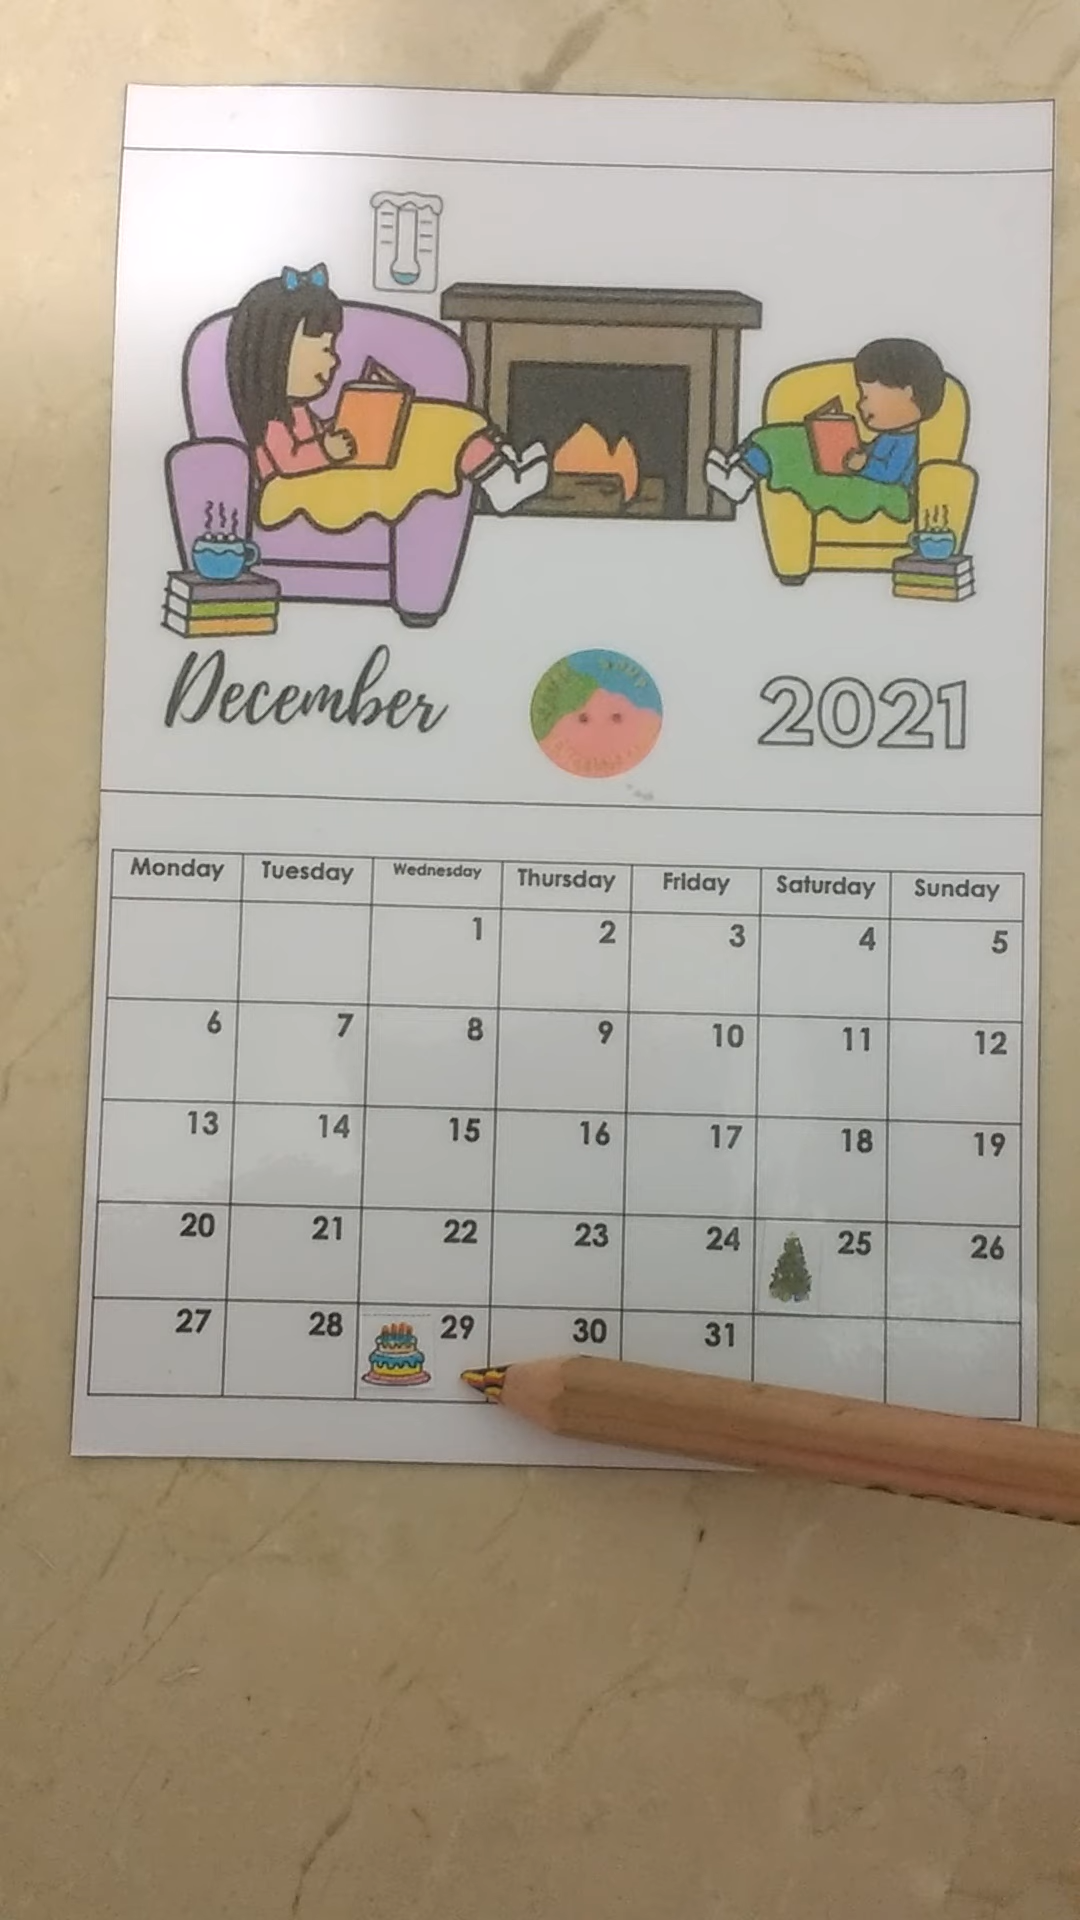 December 2021
Monday Tuesday Wednesday Thursday Friday Saturday Sunday
1 2 3 4 5
6 7 8 9 10 11 12
13 14 15 16 17 18 19
20 21 22 23 24 25 26
27 28 29 30 31